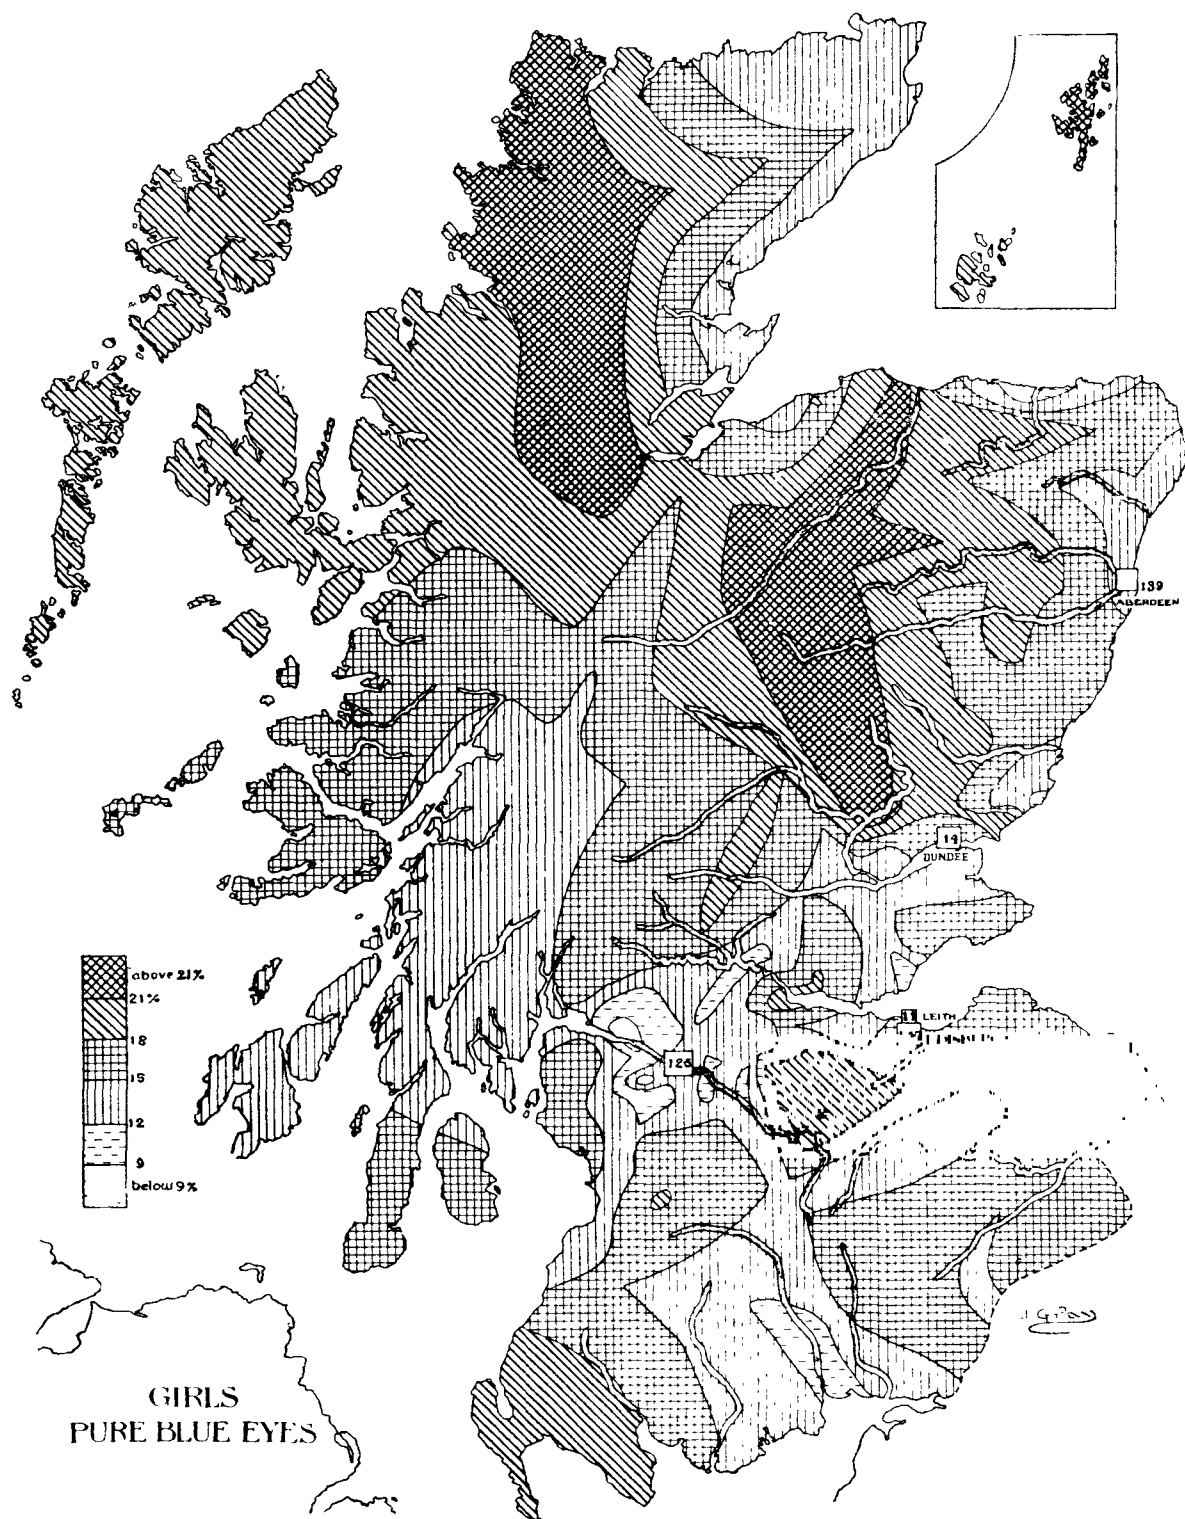 139
ABERDEEN
14
DUNDEE
above 21%
21%
18
15
12
9
below 9%
11 LEITH
126
GIRLS
PURE BLUE EYES